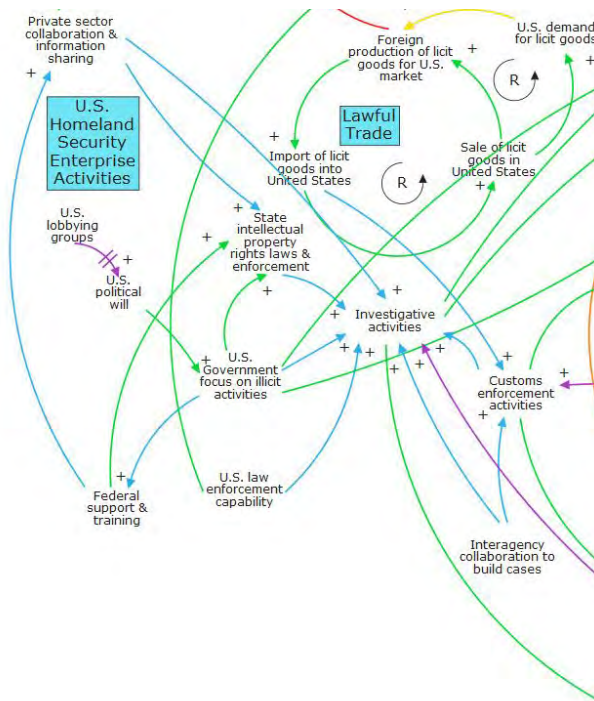 Private sector
collaboration &
information
sharing
+
U.S.
Homeland
Security
Enterprise
Activities
Foreign
production of licit
goods for U.S.
market
+
U.S. demand
for licit goods
+
R
Lawful
Trade
+
Import of licit
goods into
United States
R
Sale of licit
goods in
United States
+
U.S.
lobbying
groups
+
U.S.
political
will
+
+
State
intellectual
property
rights laws &
enforcement
+
+
+
Investigative
activities
+
+
+
+
+
+
U.S.
Government
focus on illicit
activities
+
Customs
enforcement
activities
+
+
+
Federal
support &
training
U.S. law
enforcement
capability
Interagency
collaboration to
build cases